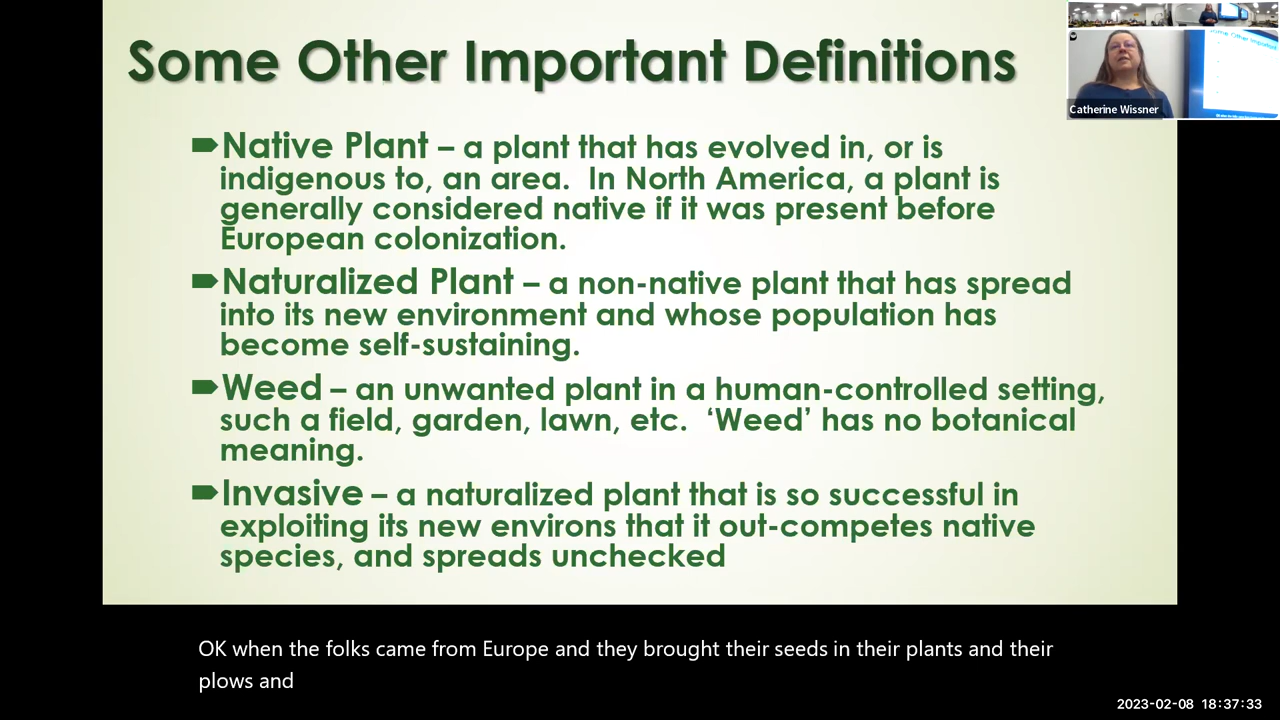 Some Other Important Definitions
Native Plant – a plant that has evolved in, or is
indigenous to, an area. In North America, a plant is
generally considered native if it was present before
European colonization.
Naturalized Plant – a non-native plant that has spread
into its new environment and whose population has
become self-sustaining.
Weed – an unwanted plant in a human-controlled setting,
such a field, garden, lawn, etc. ‘Weed’ has no botanical
meaning.
Invasive – a naturalized plant that is so successful in
exploiting its new environs that it out-competes native
species, and spreads unchecked
Catherine Wissner
OK when the folks came from Europe and they brought their seeds in their plants and their
plows and
2023-02-08 18:37:33